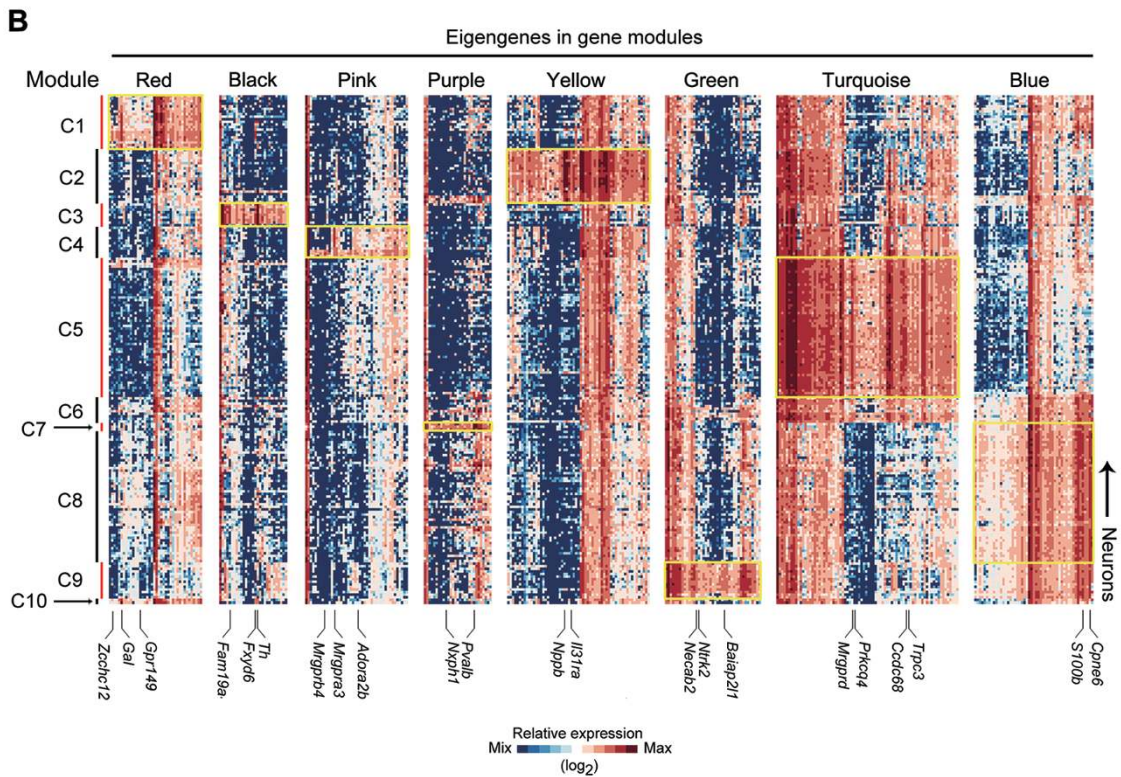 B
Eigengenes in gene modules
Module Red Black Pink Purple Yellow Green Turquoise Blue
C1
C2
C3
C4
C5
C6
C7
C8
C9
C10
Neurons
Zcchc12 Gal Gpr149 Fam19a Fxyd6 Th Mrgprb4 Mrgpra3 Adora2b Nxph1 Pvalb Nppb Il31ra Necab2 Ntrk2 Baiap2l1 Mrgprd Prkcq4 Ccdc68 Trpc3 S100b Cpne6
Relative expression
Mix Max
(log2)